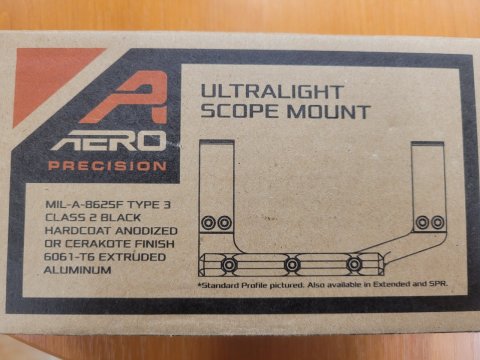 AERO
PRECISION
ULTRALIGHT
SCOPE MOUNT
MIL-A-8625F TYPE 3
CLASS 2 BLACK
HARDCOAT ANODIZED
OR CERAKOTE FINISH
6061-T6 EXTRUDED
ALUMINUM
*Standard Profile pictured. Also available in Extended and SPR.